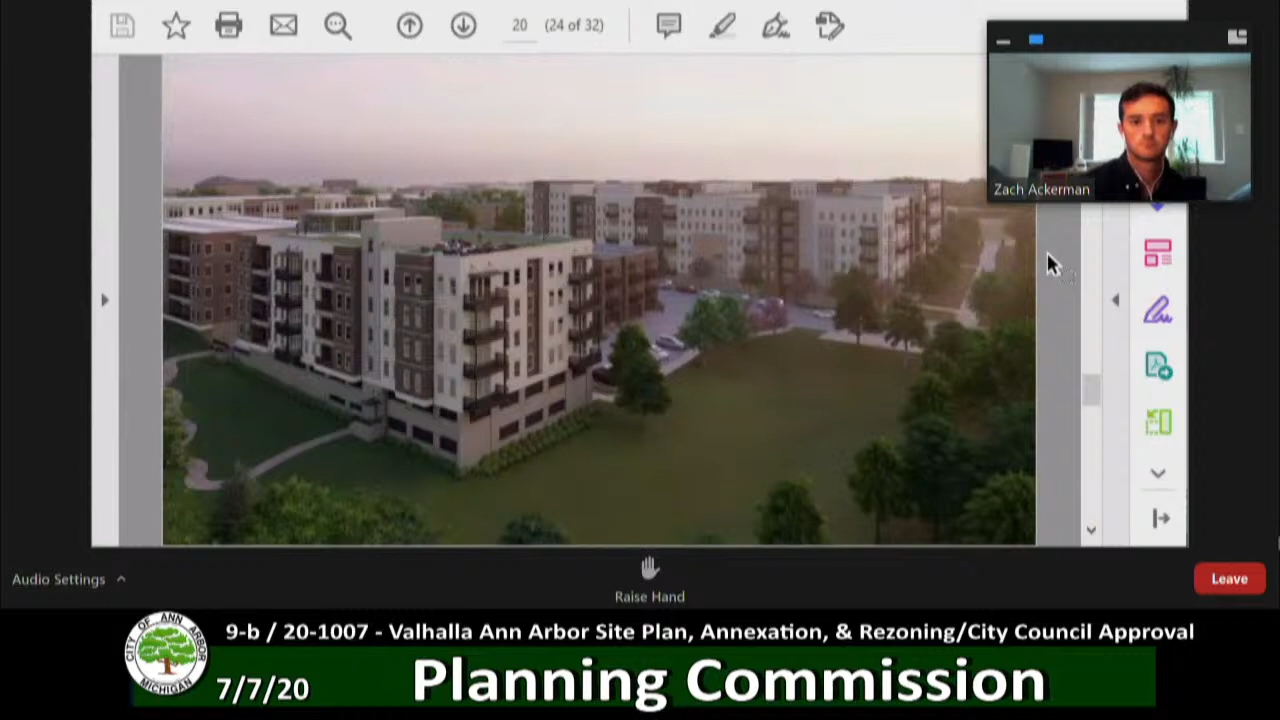 20 (24 of 32)
Zach Ackerman
Audio Settings
Raise Hand
Leave
CITY OF ANN ARBOR
MICHIGAN
9-b / 20-1007 - Valhalla Ann Arbor Site Plan, Annexation, & Rezoning/City Council Approval
7/7/20
Planning Commission